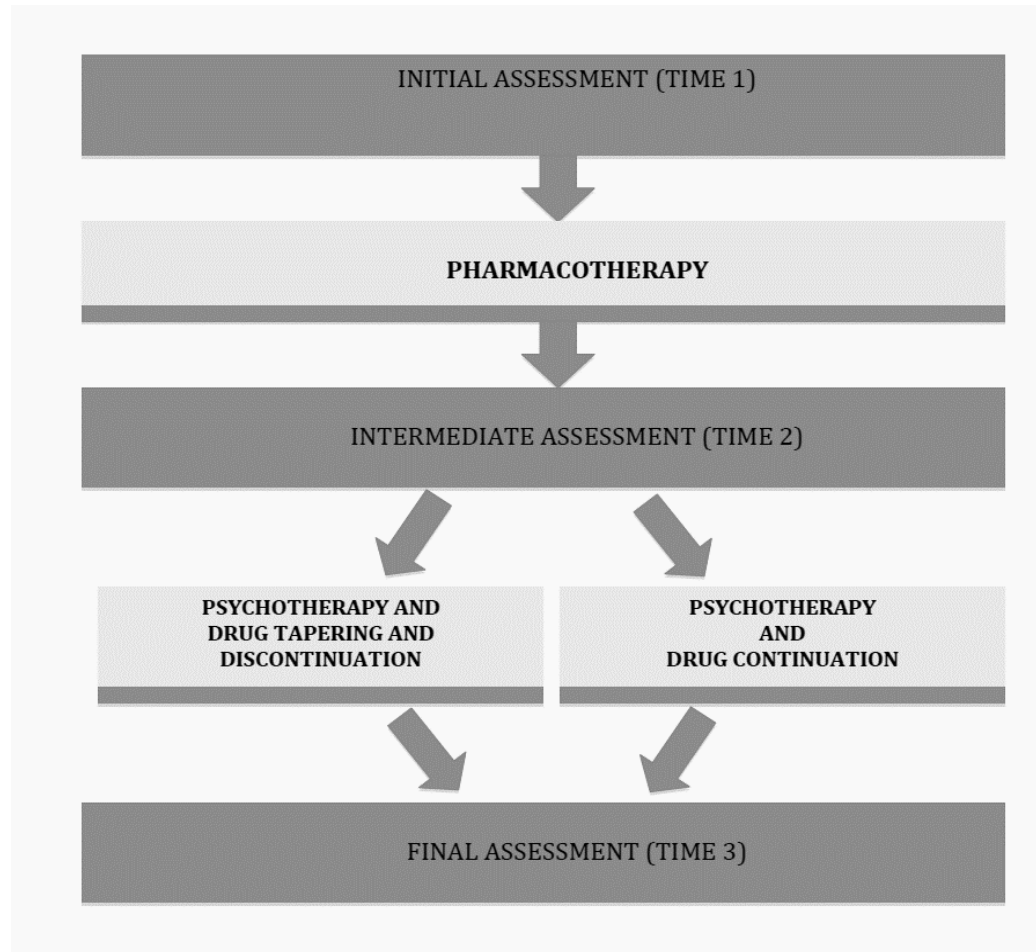 INITIAL ASSESSMENT (TIME 1)
PHARMACOTHERAPY
INTERMEDIATE ASSESSMENT (TIME 2)
PSYCHOTHERAPY AND
DRUG TAPERING AND
DISCONTINUATION
PSYCHOTHERAPY
AND
DRUG CONTINUATION
FINAL ASSESSMENT (TIME 3)